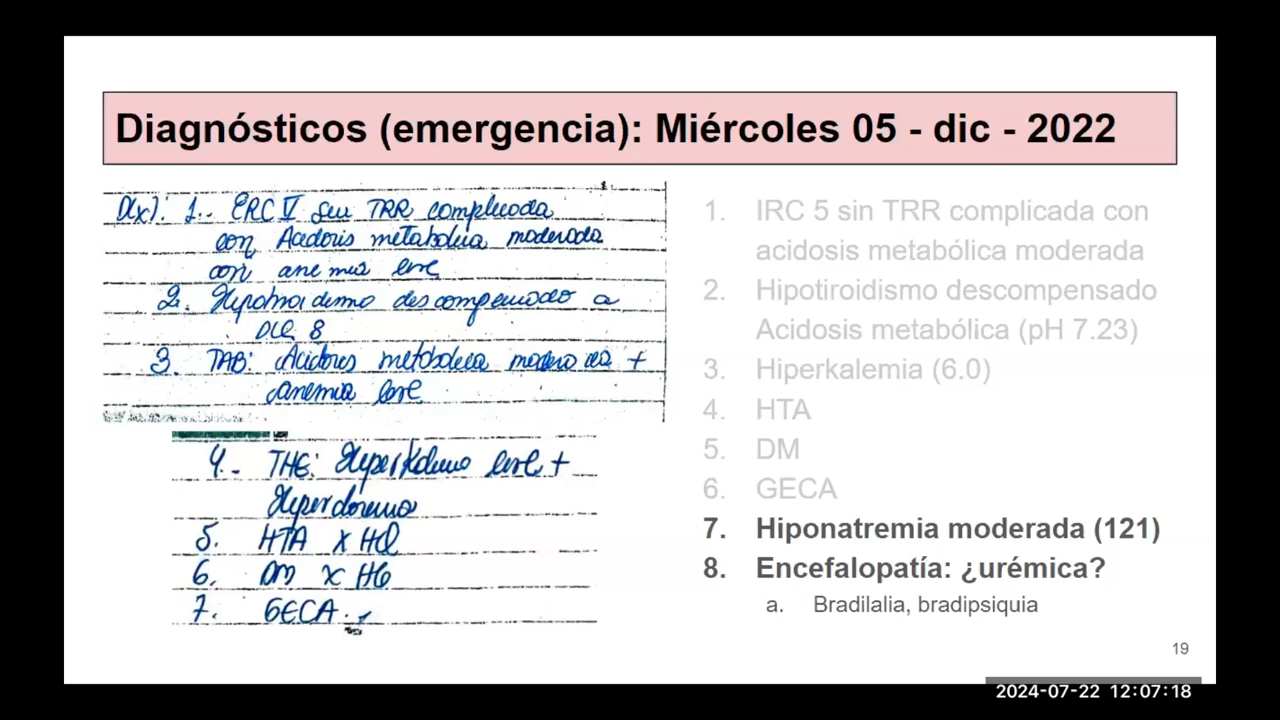 Diagnósticos (emergencia): Miércoles 05 - dic - 2022
D(x): 1.- ERC V sin TRR complicada
con Acidosis metabolica moderada
con anemia leve
2. descompensado a
3. TAB: Acidosis metabolica moderada +
anemia leve
4.- THE: Hiperkalemia leve +
Hipercloremia
5. HTA x HC
6. DM x HC
7. GECA.
1. IRC 5 sin TRR complicada con
acidosis metabólica moderada
2. Hipotiroidismo descompensado
Acidosis metabólica (pH 7.23)
3. Hiperkalemia (6.0)
4. HTA
5. DM
6. GECA
7. Hiponatremia moderada (121)
8. Encefalopatía: ¿urémica?
a. Bradilalia, bradipsiquia
19
2024-07-22 12:07:18